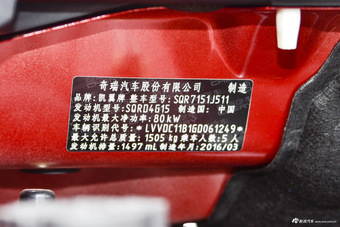 奇瑞汽车股份有限公司 制造
品牌: 凯翼牌 整车型号: SQR7151J511
发动机型号: SQRD4G15 制造国: 中国
发动机最大净功率: 80kW
车辆识别代号: *LVVDC11B1GD061249*
最大允许总质量: 1505 kg 乘车人数: 5人
发动机排量: 1497 mL 制造年月: 2016/03